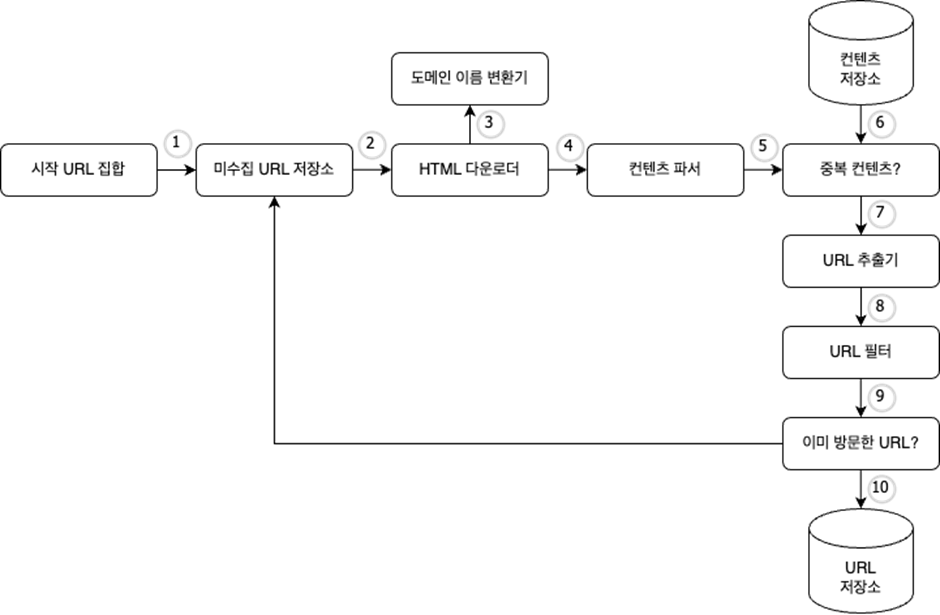 컨텐츠
저장소
도메인 이름 변환기
3
6
1
2
4
5
시작 URL 집합
미수집 URL 저장소
HTML 다운로더
컨텐츠 파서
중복 컨텐츠?
7
URL 추출기
8
URL 필터
9
이미 방문한 URL?
10
URL
저장소